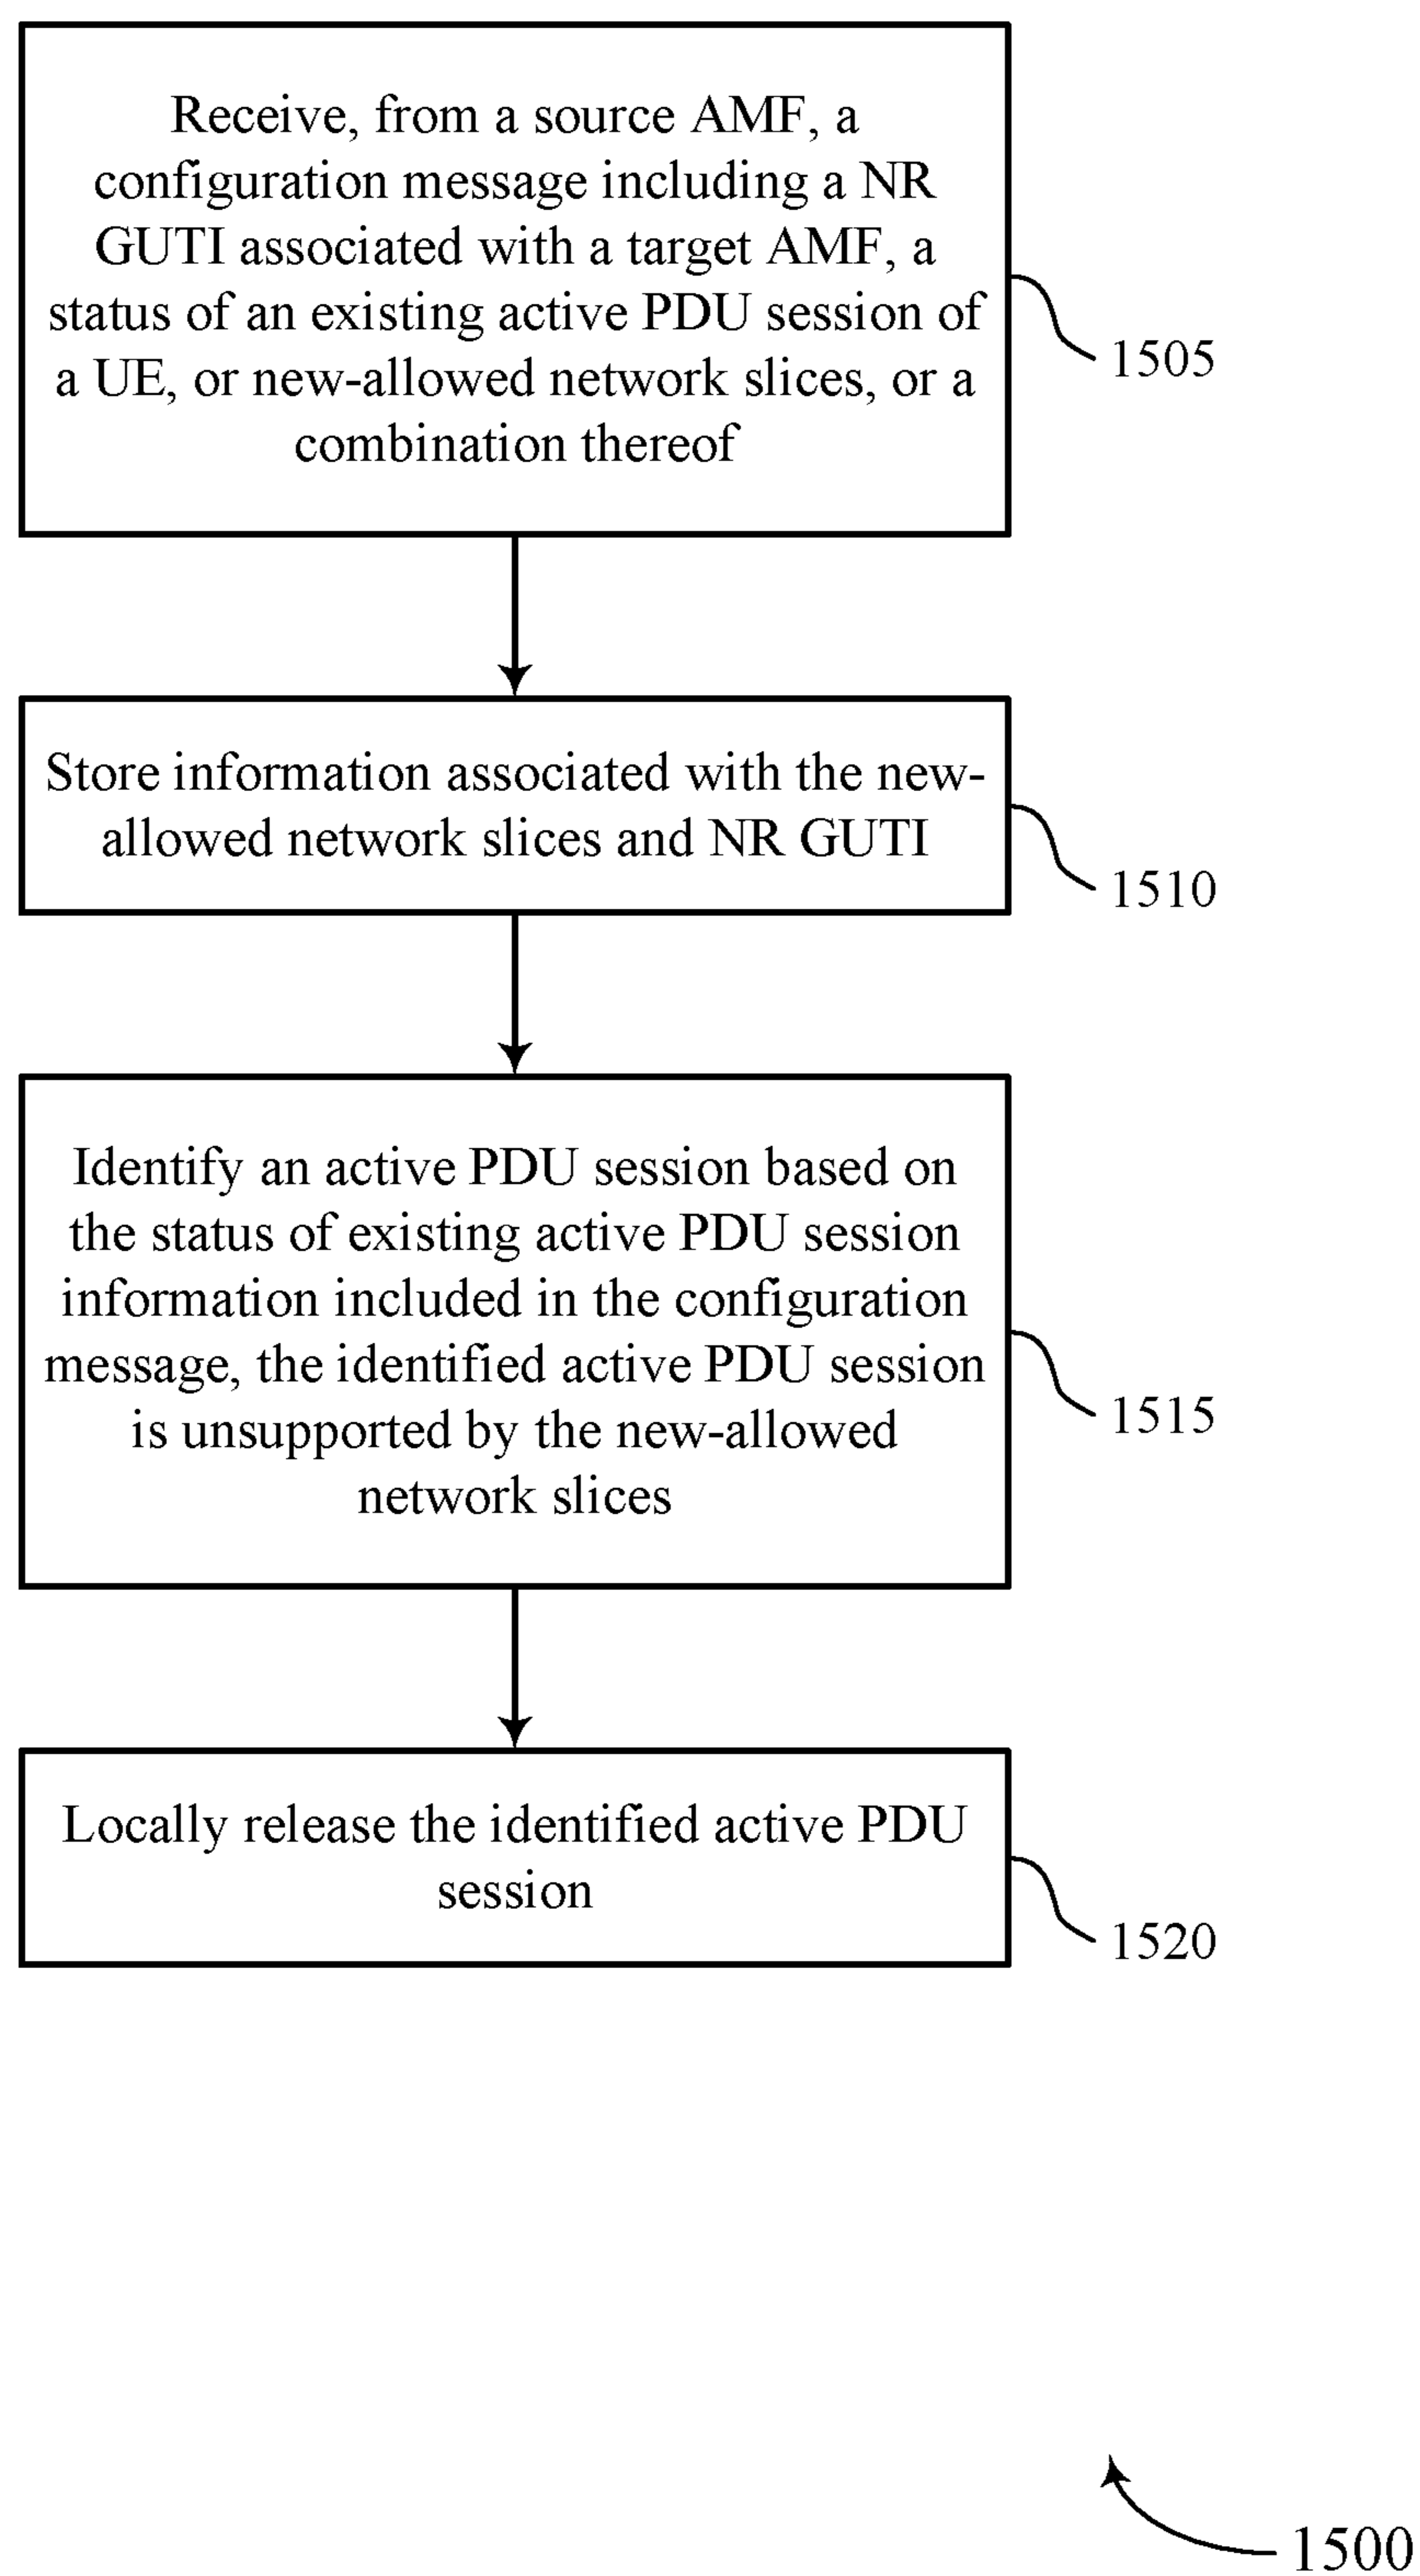 Receive, from a source AMF, a
configuration message including a NR
GUTI associated with a target AMF, a
status of an existing active PDU session of
a UE, or new-allowed network slices, or a
combination thereof
1505
Store information associated with the new-
allowed network slices and NR GUTI
1510
Identify an active PDU session based on
the status of existing active PDU session
information included in the configuration
message, the identified active PDU session
is unsupported by the new-allowed
network slices
1515
Locally release the identified active PDU
session
1520
1500